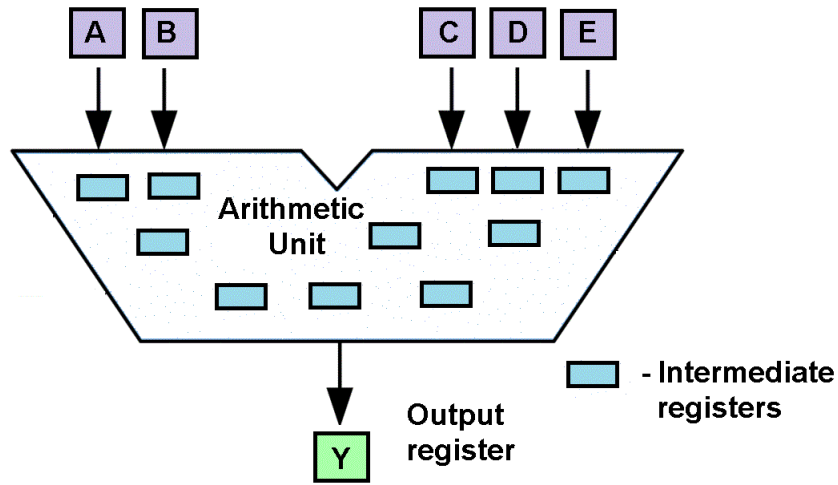 A B C D E
Arithmetic
Unit
- Intermediate
registers
Output
register
Y